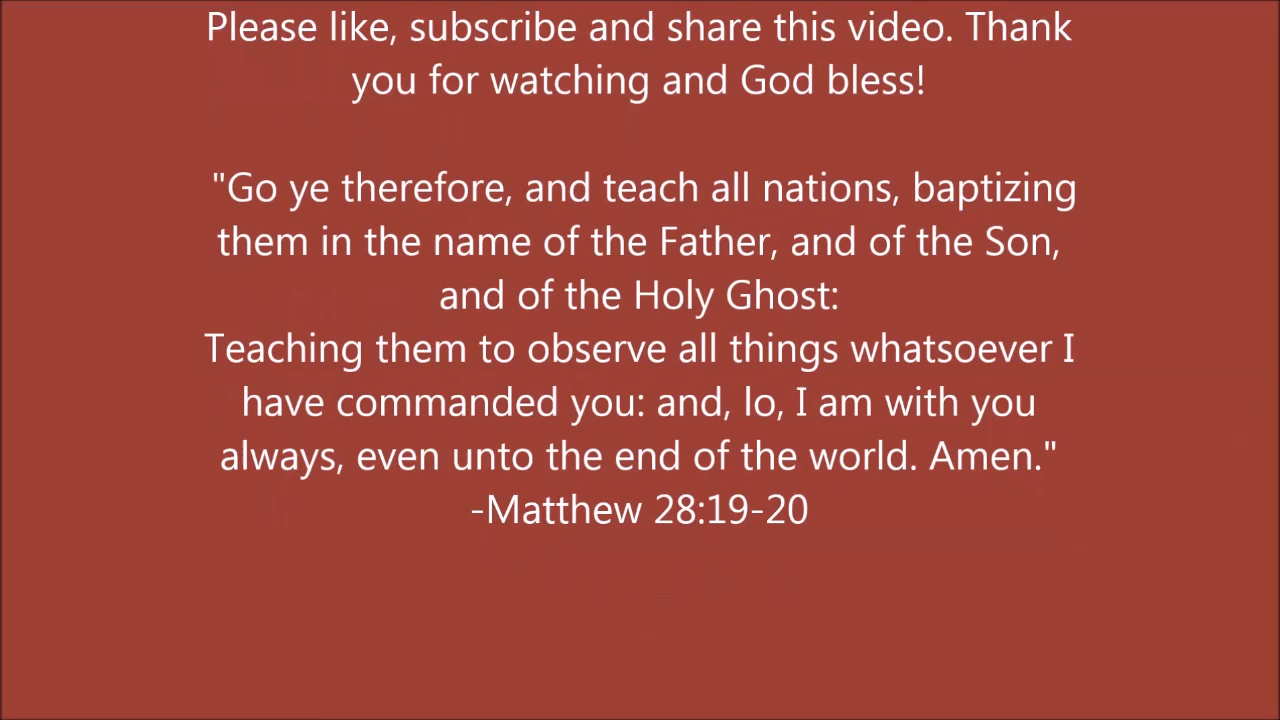 Please like, subscribe and share this video. Thank
you for watching and God bless!
"Go ye therefore, and teach all nations, baptizing
them in the name of the Father, and of the Son,
and of the Holy Ghost:
Teaching them to observe all things whatsoever I
have commanded you: and, lo, I am with you
always, even unto the end of the world. Amen."
-Matthew 28:19-20